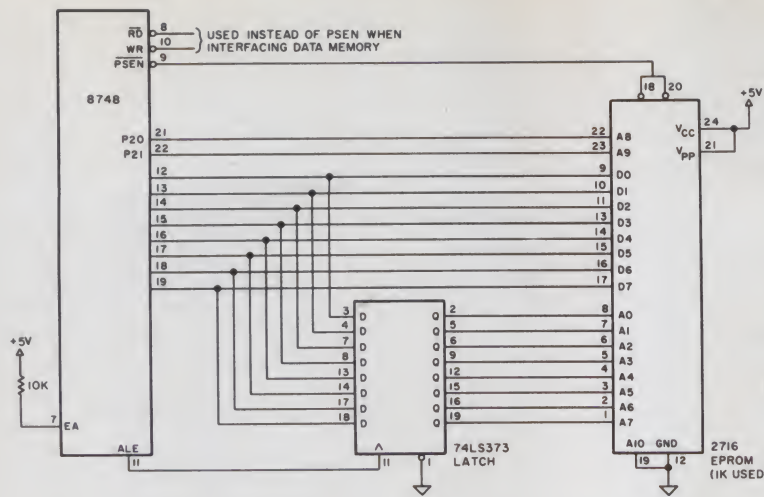 RD 8
WR 10
PSEN 9
} USED INSTEAD OF PSEN WHEN
INTERFACING DATA MEMORY
8748
18 20
+5V
24
VCC
21
VPP
P20 21
P21 22
22 A8
23 A9
12
13
14
15
16
17
18
19
9 D0
10 D1
11 D2
13 D3
14 D4
15 D5
16 D6
17 D7
3 D Q 2
4 D Q 5
7 D Q 6
8 D Q 9
13 D Q 12
14 D Q 15
17 D Q 16
18 D Q 19
8 A0
7 A1
6 A2
5 A3
4 A4
3 A5
2 A6
1 A7
+5V
10K
7 EA
ALE
11
11 1
74LS373
LATCH
A10 GND
19 12
2716
EPROM
(1K USED